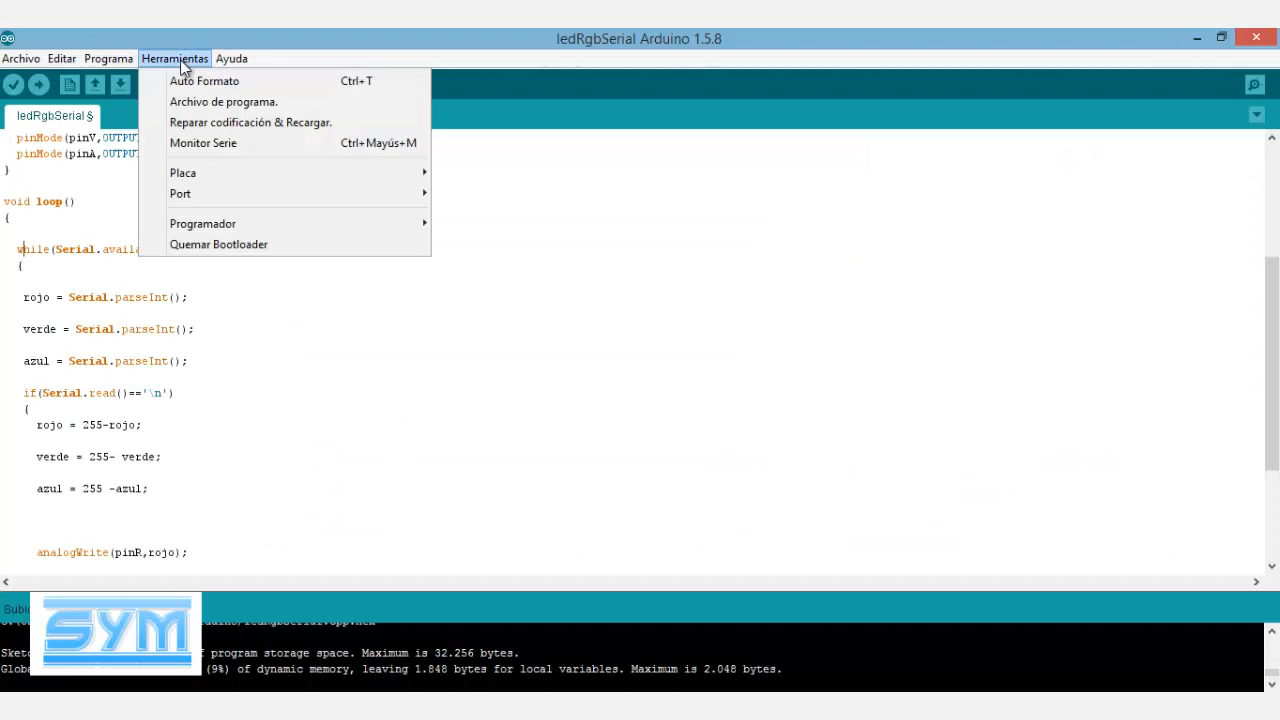 ledRgbSerial Arduino 1.5.8
Archivo Editar Programa Herramientas Ayuda
Auto Formato Ctrl+T
Archivo de programa.
Reparar codificación & Recargar.
Monitor Serie Ctrl+Mayús+M
Placa
Port
Programador
Quemar Bootloader
ledRgbSerial §
pinMode(pinV,OUTPUT
pinMode(pinA,OUTPUT
}
void loop()
{
while(Serial.availa
{
rojo = Serial.parseInt();
verde = Serial.parseInt();
azul = Serial.parseInt();
if(Serial.read()=='\n')
{
rojo = 255-rojo;
verde = 255- verde;
azul = 255 -azul;
analogWrite(pinR,rojo);
SYM
of program storage space. Maximum is 32.256 bytes.
(9%) of dynamic memory, leaving 1.848 bytes for local variables. Maximum is 2.048 bytes.